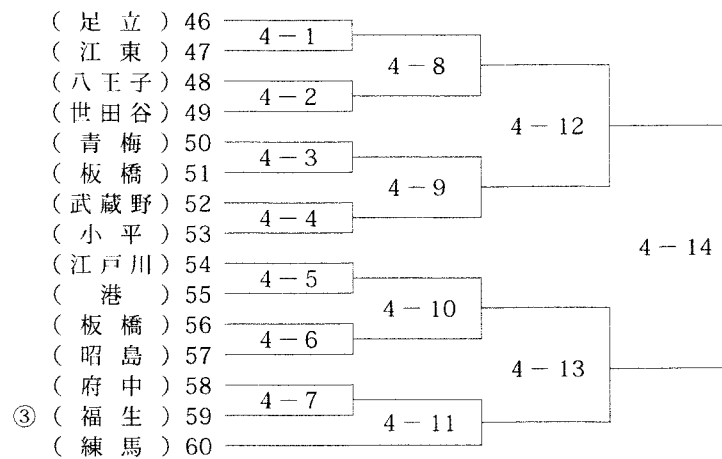 (足立) 46
4-1
(江東) 47
4-8
(八王子) 48
4-2
(世田谷) 49
4-12
(青梅) 50
4-3
(板橋) 51
4-9
(武蔵野) 52
4-4
(小平) 53
4-14
(江戸川) 54
4-5
(港) 55
4-10
(板橋) 56
4-6
(昭島) 57
4-13
(府中) 58
4-7
③ (福生) 59
4-11
(練馬) 60